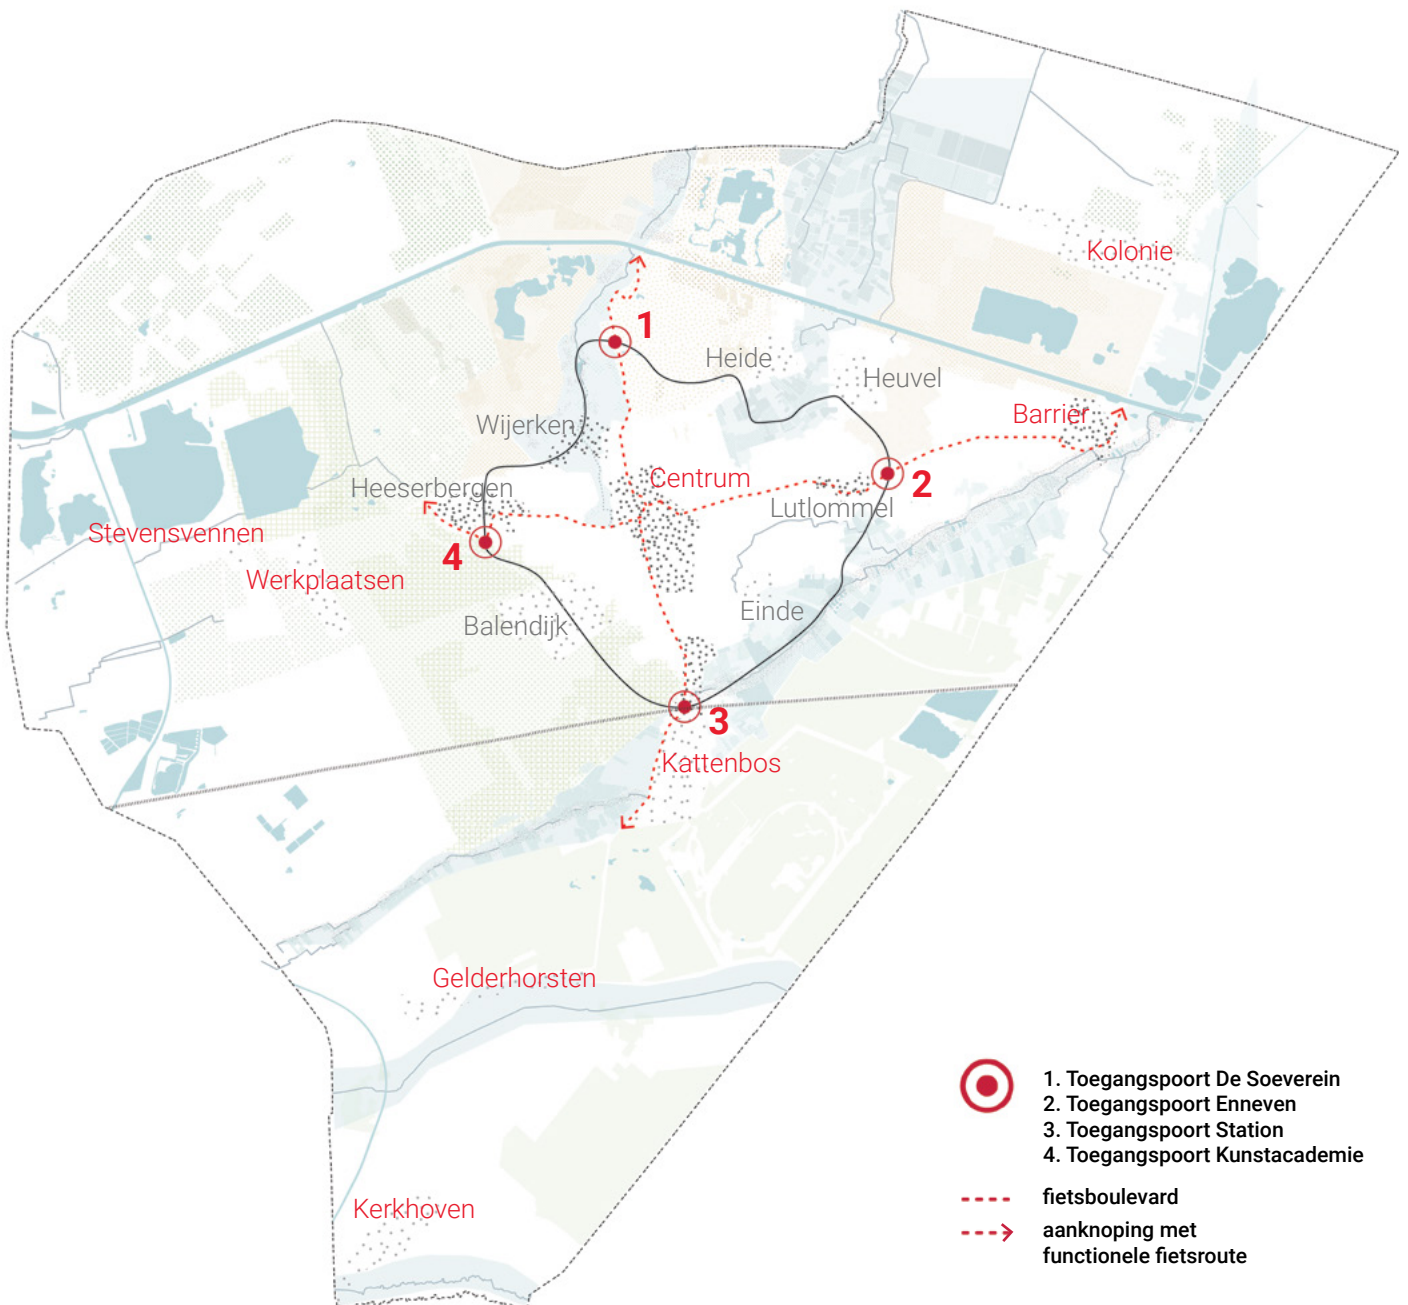 Kolonie
1
Heide
Heuvel
Barrier
Wijerken
Centrum
2
Heeserbergen
Lutlommel
Stevensvennen
4
Werkplaatsen
Einde
Balendijk
3
Kattenbos
Gelderhorsten
Kerkhoven
1. Toegangspoort De Soeverein
2. Toegangspoort Enneven
3. Toegangspoort Station
4. Toegangspoort Kunstacademie
fietsboulevard
aanknoping met
functionele fietsroute